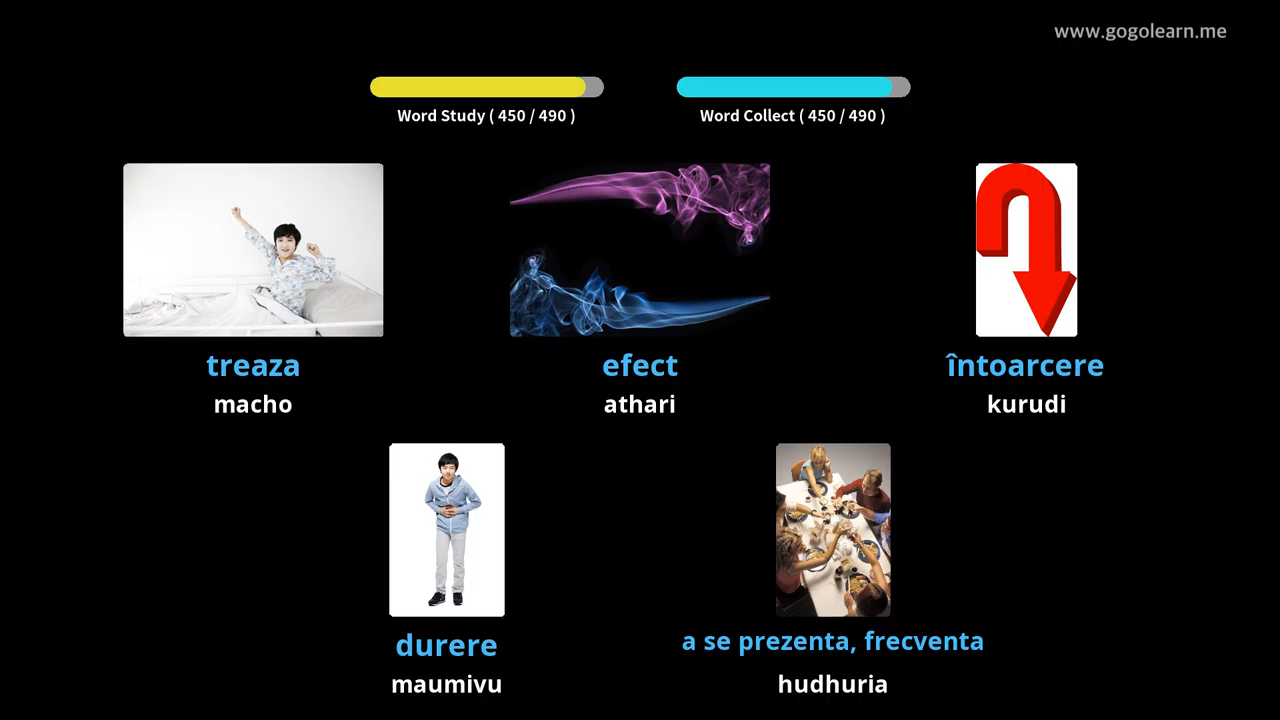 www.gogolearn.me
Word Study ( 450 / 490 )
Word Collect ( 450 / 490 )
treaza
macho
efect
athari
întoarcere
kurudi
durere
maumivu
a se prezenta, frecventa
hudhuria